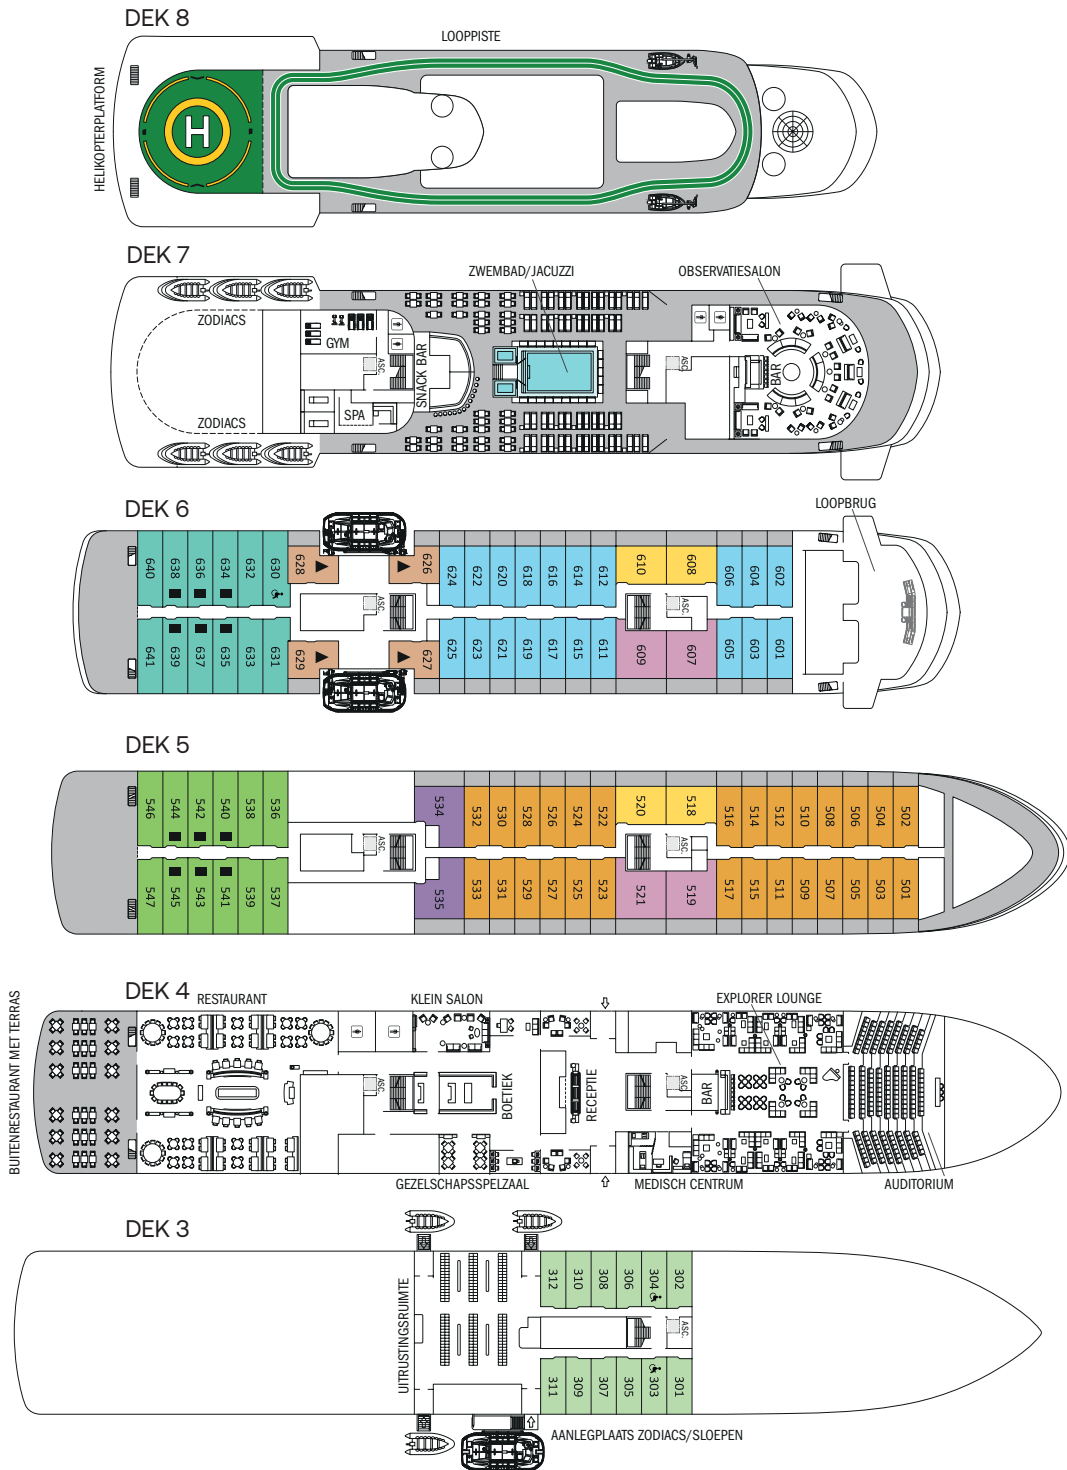 DEK 8
LOOPPISTE
HELIKOPTERPLATFORM
H
DEK 7
ZWEMBAD/JACUZZI
OBSERVATIESALON
ZODIACS
GYM
ASC.
SNACK BAR
ASC.
BAR
SPA
ZODIACS
DEK 6
LOOPBRUG
640 638 636 634 632 630 628 626 624 622 620 618 616 614 612 610 608 606 604 602
ASC. ASC.
641 639 637 635 633 631 629 627 625 623 621 619 617 615 611 609 607 605 603 601
DEK 5
546 544 542 540 538 536 534 532 530 528 526 524 522 520 518 516 514 512 510 508 506 504 502
ASC. ASC.
547 545 543 541 539 537 535 533 531 529 527 525 523 521 519 517 515 511 509 507 505 503 501
DEK 4
BUITENRESTAURANT MET TERRAS
RESTAURANT
KLEIN SALON
EXPLORER LOUNGE
ASC.
BOETIEK
RECEPTIE
ASC.
BAR
GEZELSCHAPSSPELZAAL
MEDISCH CENTRUM
AUDITORIUM
DEK 3
UITRUSTINGSRUIMTE
312 310 308 306 304 302
ASC.
311 309 307 305 303 301
AANLEGPLAATS ZODIACS/SLOEPEN